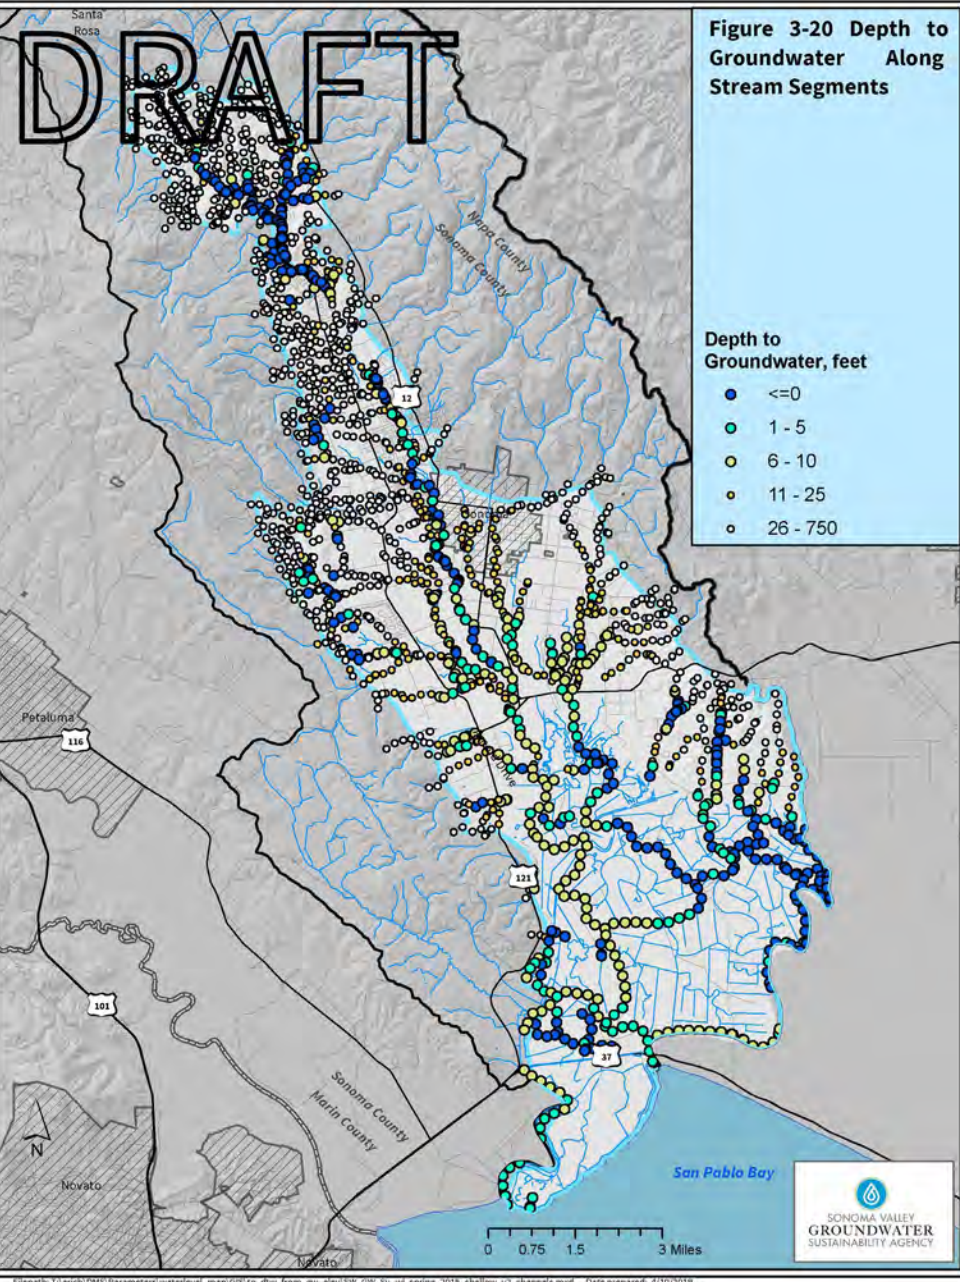 Santa
Rosa
DRAFT
Figure 3-20 Depth to
Groundwater Along
Stream Segments
Napa County
Sonoma County
Depth to
Groundwater, feet
<=0
1 - 5
6 - 10
11 - 25
26 - 750
12
Petaluma
116
121
101
37
Sonoma County
Marin County
N
Novato
San Pablo Bay
SONOMA VALLEY
GROUNDWATER
SUSTAINABILITY AGENCY
0 0.75 1.5 3 Miles
Novato